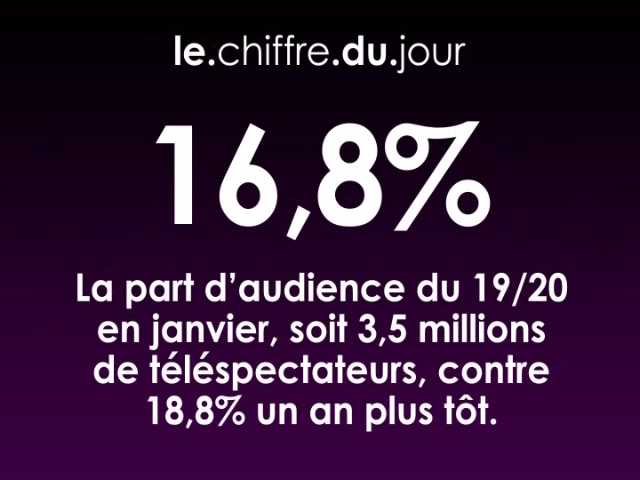 le.chiffre.du.jour
16,8%
La part d’audience du 19/20
en janvier, soit 3,5 millions
de téléspectateurs, contre
18,8% un an plus tôt.